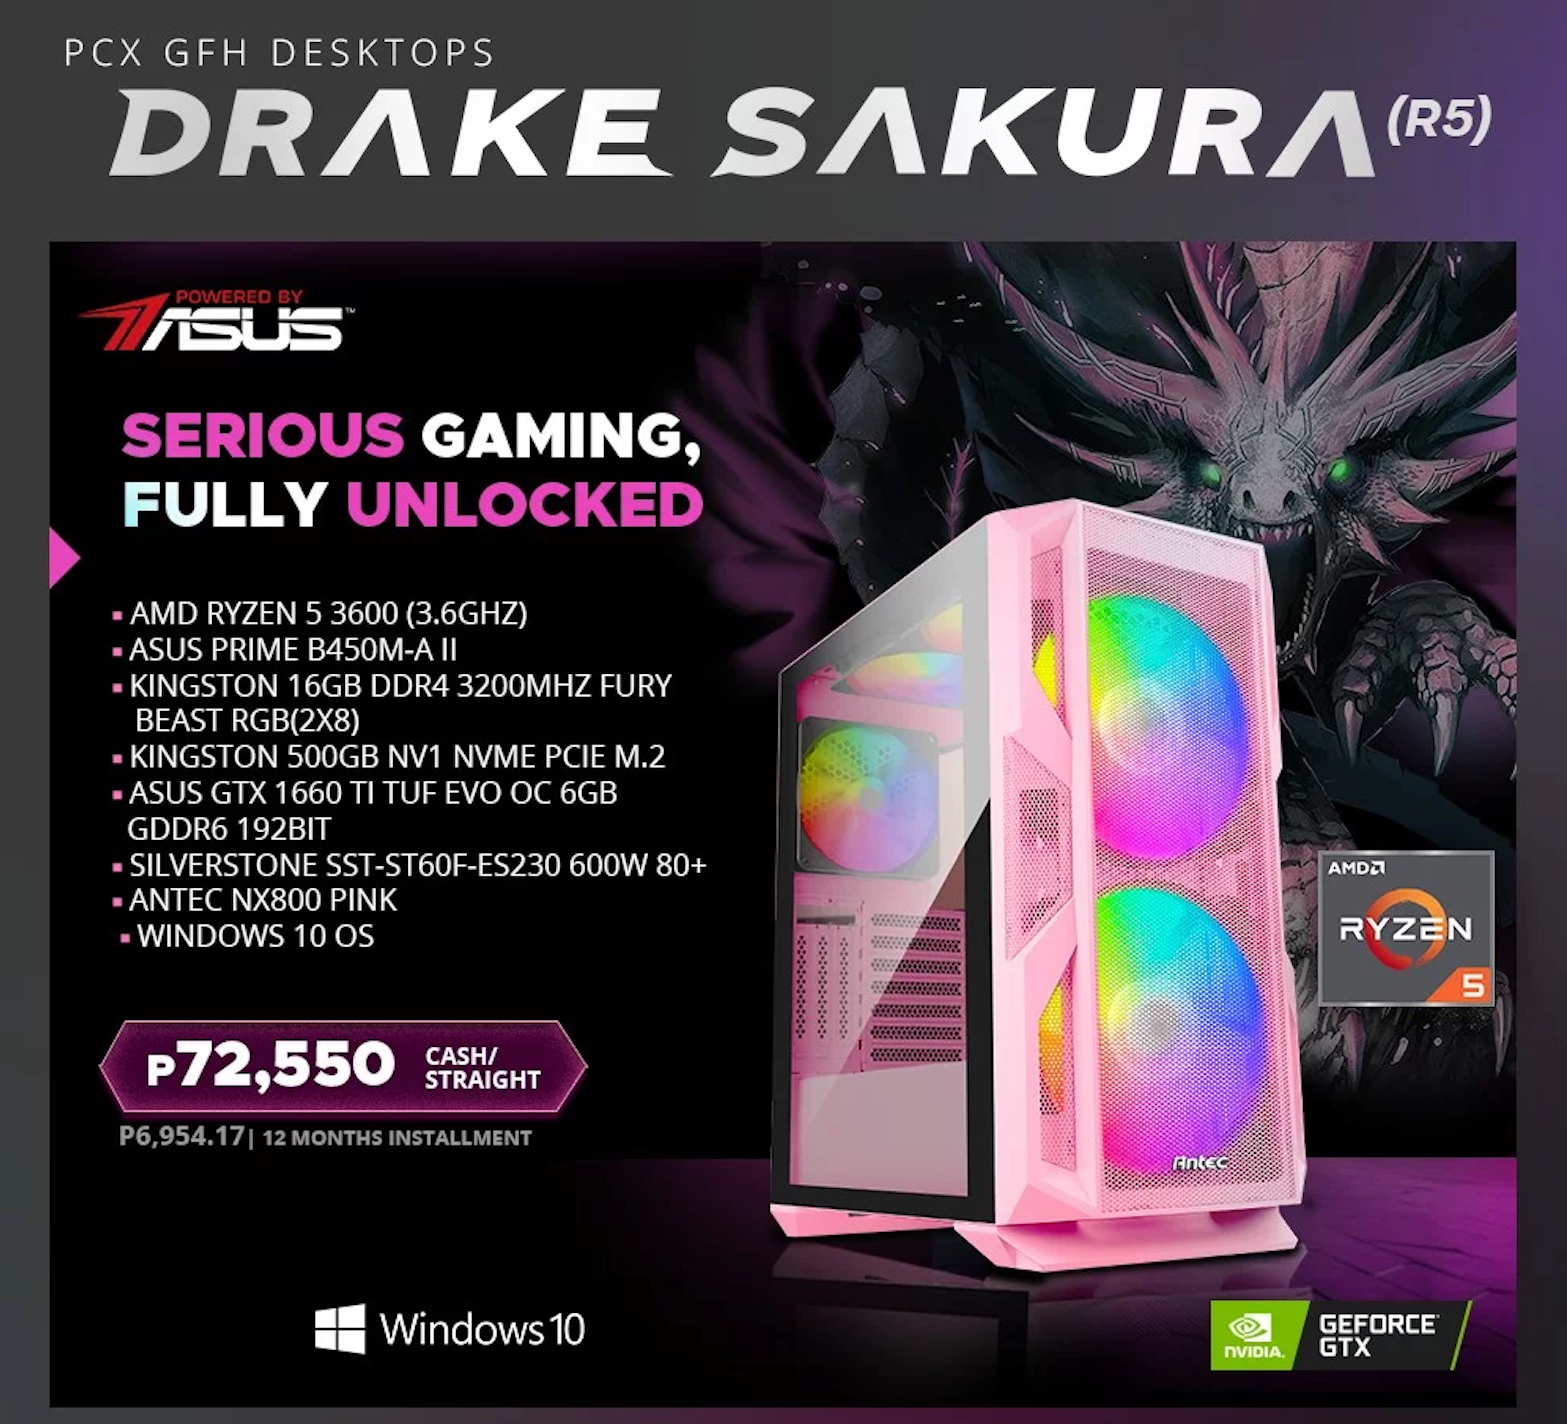 PCX GFH DESKTOPS
DRAKE SAKURA (R5)
POWERED BY
ASUS™
SERIOUS GAMING,
FULLY UNLOCKED
▪ AMD RYZEN 5 3600 (3.6GHZ)
▪ ASUS PRIME B450M-A II
▪ KINGSTON 16GB DDR4 3200MHZ FURY
BEAST RGB(2X8)
▪ KINGSTON 500GB NV1 NVME PCIE M.2
▪ ASUS GTX 1660 TI TUF EVO OC 6GB
GDDR6 192BIT
▪ SILVERSTONE SST-ST60F-ES230 600W 80+
▪ ANTEC NX800 PINK
▪ WINDOWS 10 OS
P72,550 CASH/
STRAIGHT
P6,954.17| 12 MONTHS INSTALLMENT
AMD
RYZEN
5
Antec
Windows 10
NVIDIA.
GEFORCE
GTX